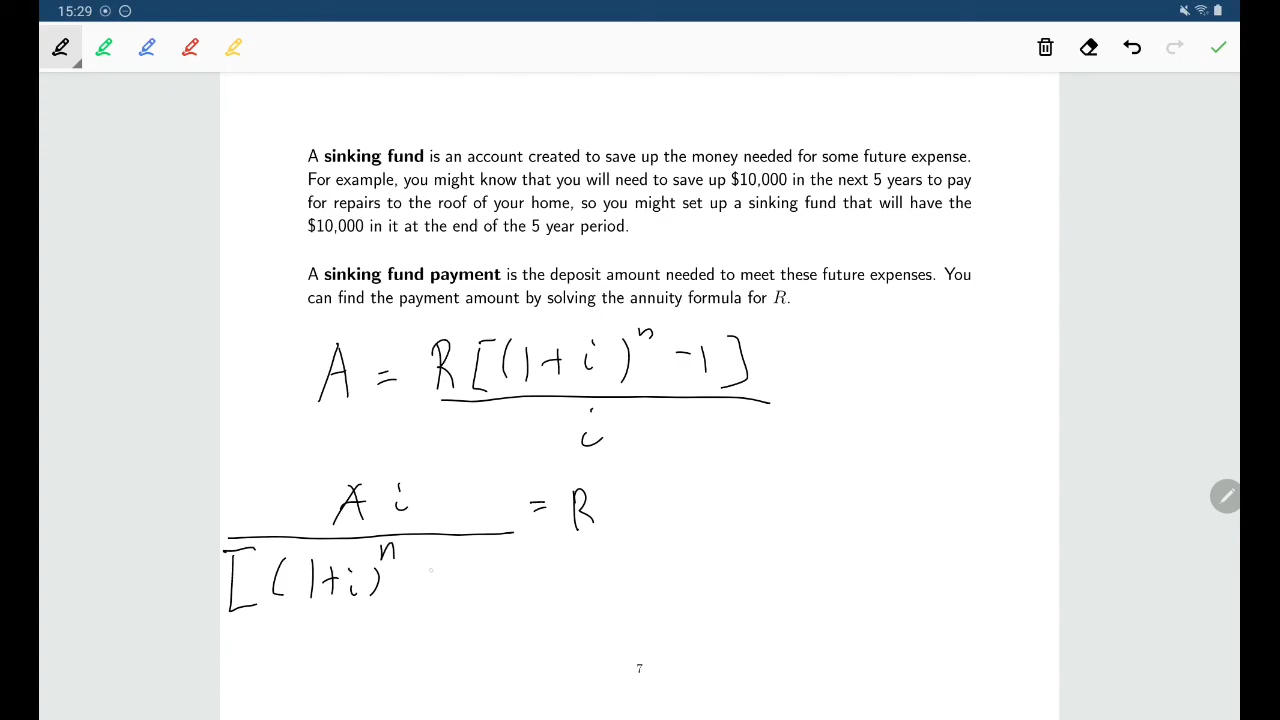 15:29
A sinking fund is an account created to save up the money needed for some future expense.
For example, you might know that you will need to save up $10,000 in the next 5 years to pay
for repairs to the roof of your home, so you might set up a sinking fund that will have the
$10,000 in it at the end of the 5 year period.
A sinking fund payment is the deposit amount needed to meet these future expenses. You
can find the payment amount by solving the annuity formula for R.
A = R[(1+i)^n -1]
i
A i
= R
[(1+i)^n
7